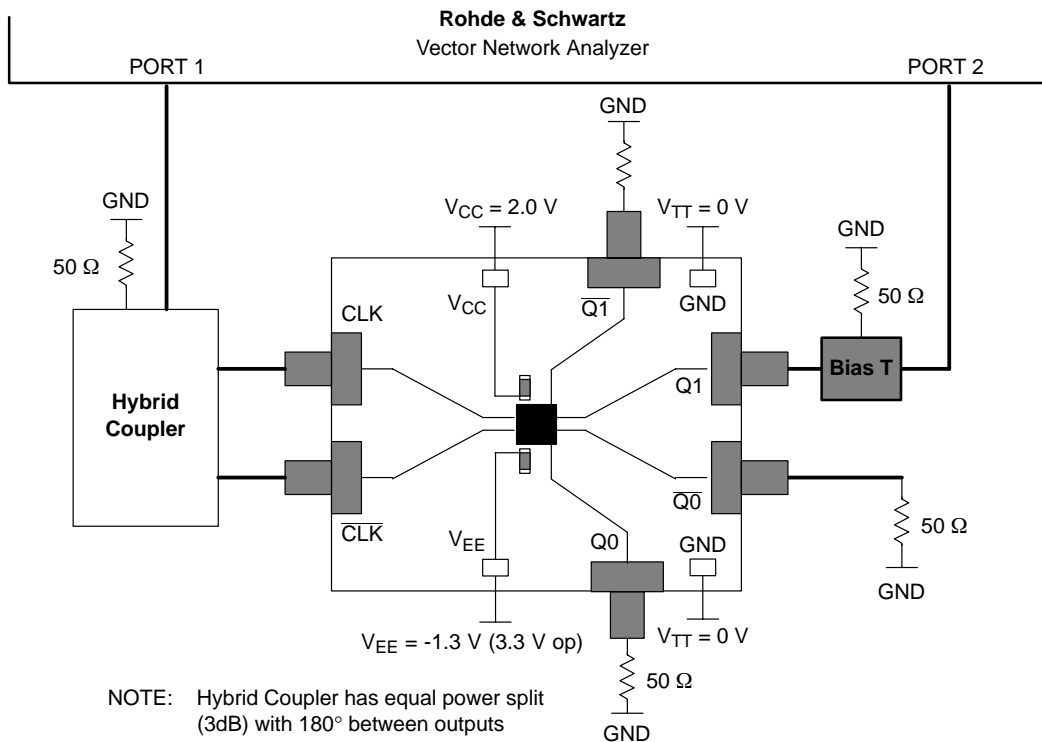 Rohde & Schwartz
Vector Network Analyzer
PORT 1
PORT 2
GND
GND
V_CC = 2.0 V
V_TT = 0 V
GND
50 Ω
50 Ω
CLK
V_CC
Q1̅
GND
Hybrid
Coupler
Q1
Bias T
C̅L̅K̅
V_EE
Q0
GND
Q0̅
50 Ω
GND
V_EE = -1.3 V (3.3 V op)
V_TT = 0 V
50 Ω
GND
NOTE: Hybrid Coupler has equal power split
(3dB) with 180° between outputs